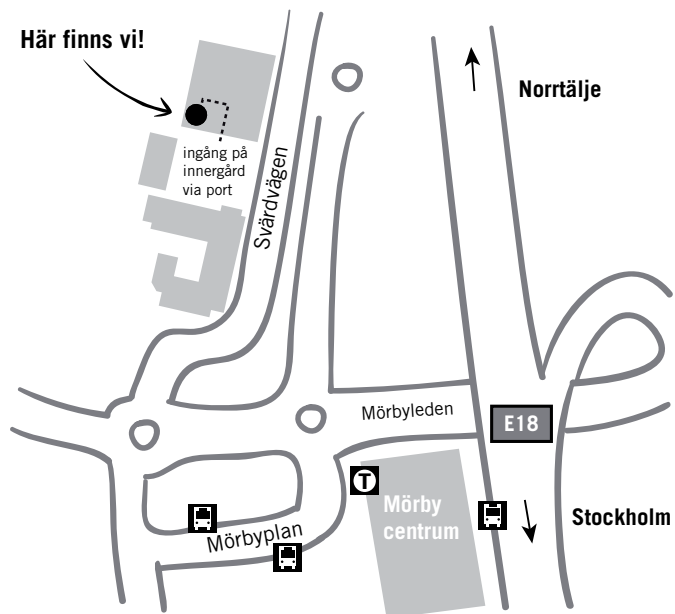 Här finns vi!
Norrtälje
ingång på
innergård
via port
Svärdvägen
Mörbyleden
E18
T
Mörby
centrum
Stockholm
Mörbyplan